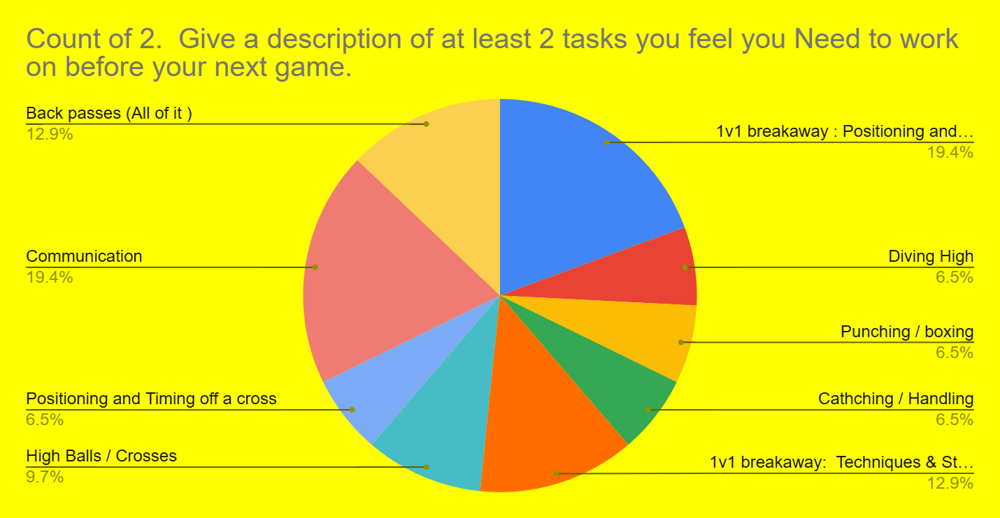 Count of 2.  Give a description of at least 2 tasks you feel you Need to work
on before your next game.
Back passes (All of it )
12.9%
1v1 breakaway : Positioning and…
19.4%
Communication
19.4%
Diving High
6.5%
Punching / boxing
6.5%
Positioning and Timing off a cross
6.5%
Cathching / Handling
6.5%
High Balls / Crosses
9.7%
1v1 breakaway:  Techniques & St…
12.9%